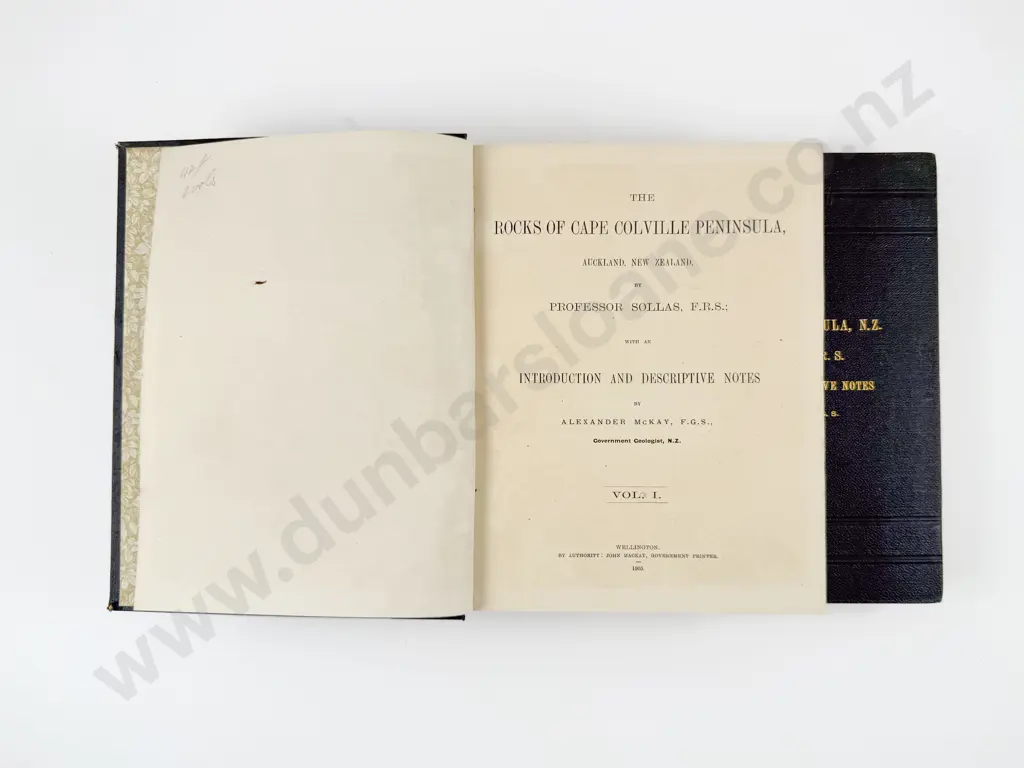 THE
ROCKS OF CAPE COLVILLE PENINSULA,
AUCKLAND, NEW ZEALAND,
BY
PROFESSOR SOLLAS, F.R.S.;
WITH AN
INTRODUCTION AND DESCRIPTIVE NOTES
BY
ALEXANDER McKAY, F.G.S.,
Government Geologist, N.Z.
VOL. I.
WELLINGTON.
BY AUTHORITY: JOHN MACKAY, GOVERNMENT PRINTER.
1905.
ULA, N.Z.
R. S.
VE NOTES
S.
www.dunbarsloane.co.nz